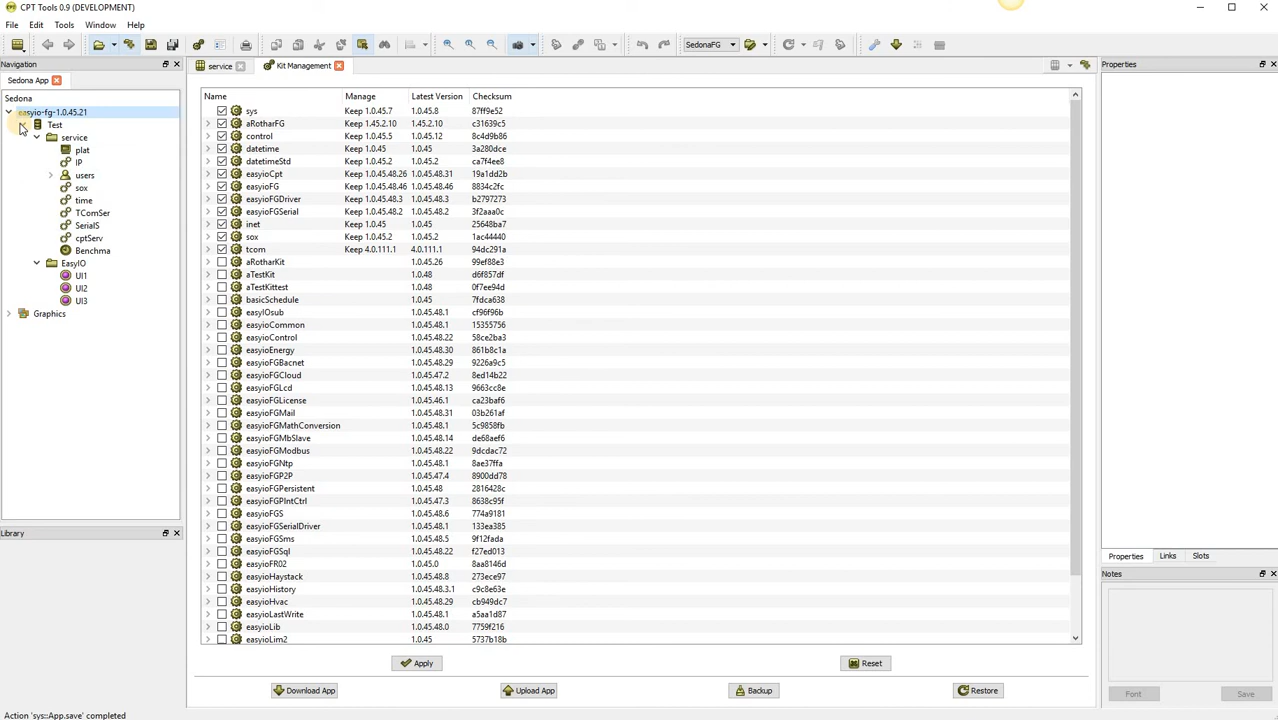 CPT Tools 0.9 (DEVELOPMENT)
File Edit Tools Window Help
SedonaFG
Navigation
Sedona App
Sedona
easyio-fg-1.0.45.21
Test
service
plat
IP
users
sox
time
TComSer
SerialS
cptServ
Benchma
EasyIO
UI1
UI2
UI3
Graphics
Library
service Kit Management
Name Manage Latest Version Checksum
sys Keep 1.0.45.7 1.0.45.8 87ff9e52
aRotharFG Keep 1.45.2.10 1.45.2.10 c31639c5
control Keep 1.0.45.5 1.0.45.12 8c4d9b86
datetime Keep 1.0.45 1.0.45 3a280dce
datetimeStd Keep 1.0.45.2 1.0.45.2 ca7f4ee8
easyioCpt Keep 1.0.45.48.26 1.0.45.48.31 19a1dd2b
easyioFG Keep 1.0.45.48.46 1.0.45.48.46 8834c2fc
easyioFGDriver Keep 1.0.45.48.3 1.0.45.48.3 b2797273
easyioFGSerial Keep 1.0.45.48.2 1.0.45.48.2 3f2aaa0c
inet Keep 1.0.45 1.0.45 25648ba7
sox Keep 1.0.45.2 1.0.45.2 1ac44440
tcom Keep 4.0.111.1 4.0.111.1 94dc291a
aRotharKit 1.0.45.26 99ef88e3
aTestKit 1.0.48 d6f857df
aTestKittest 1.0.48 0f7ee94d
basicSchedule 1.0.45 7fdca638
easyIOsub 1.0.45.48.1 cf96f96b
easyioCommon 1.0.45.48.1 15355756
easyioControl 1.0.45.48.22 58ce2ba3
easyioEnergy 1.0.45.48.30 861b8c1a
easyioFGBacnet 1.0.45.48.29 9226a9c5
easyioFGCloud 1.0.45.47.2 8ed14b22
easyioFGLcd 1.0.45.48.13 9663cc8e
easyioFGLicense 1.0.45.46.1 ca23baf6
easyioFGMail 1.0.45.48.31 03b261af
easyioFGMathConversion 1.0.45.48.1 5c9858fb
easyioFGMbSlave 1.0.45.48.14 de68aef6
easyioFGModbus 1.0.45.48.22 9dcdac72
easyioFGNtp 1.0.45.48.1 8ae37ffa
easyioFGP2P 1.0.45.47.4 8900dd78
easyioFGPersistent 1.0.45.48 2816428c
easyioFGPIntCtrl 1.0.45.47.3 8638c95f
easyioFGS 1.0.45.48.6 774a9181
easyioFGSerialDriver 1.0.45.48.1 133ea385
easyioFGSms 1.0.45.48.5 9f12fada
easyioFGSql 1.0.45.48.22 f27ed013
easyioFR02 1.0.45.0 8aa8146d
easyioHaystack 1.0.45.48.8 273ece97
easyioHistory 1.0.45.48.3.1 c9c8e63e
easyioHvac 1.0.45.48.29 cb949dc7
easyioLastWrite 1.0.45.48.1 a5aa1d87
easyioLib 1.0.45.48.0 7759f216
easyioLim2 1.0.45 5737b18b
Apply Reset
Download App Upload App Backup Restore
Properties
Properties Links Slots
Notes
Font Save
Action 'sys::App.save' completed